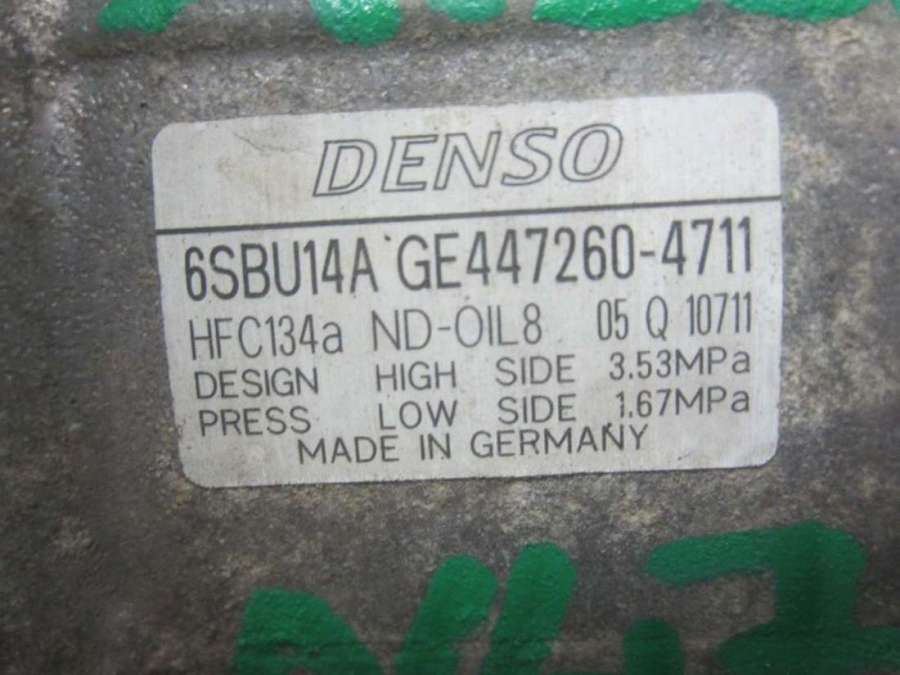 DENSO
6SBU14A GE447260-4711
HFC134a ND-OIL8 05 Q 10711
DESIGN HIGH SIDE 3.53MPa
PRESS LOW SIDE 1.67MPa
MADE IN GERMANY